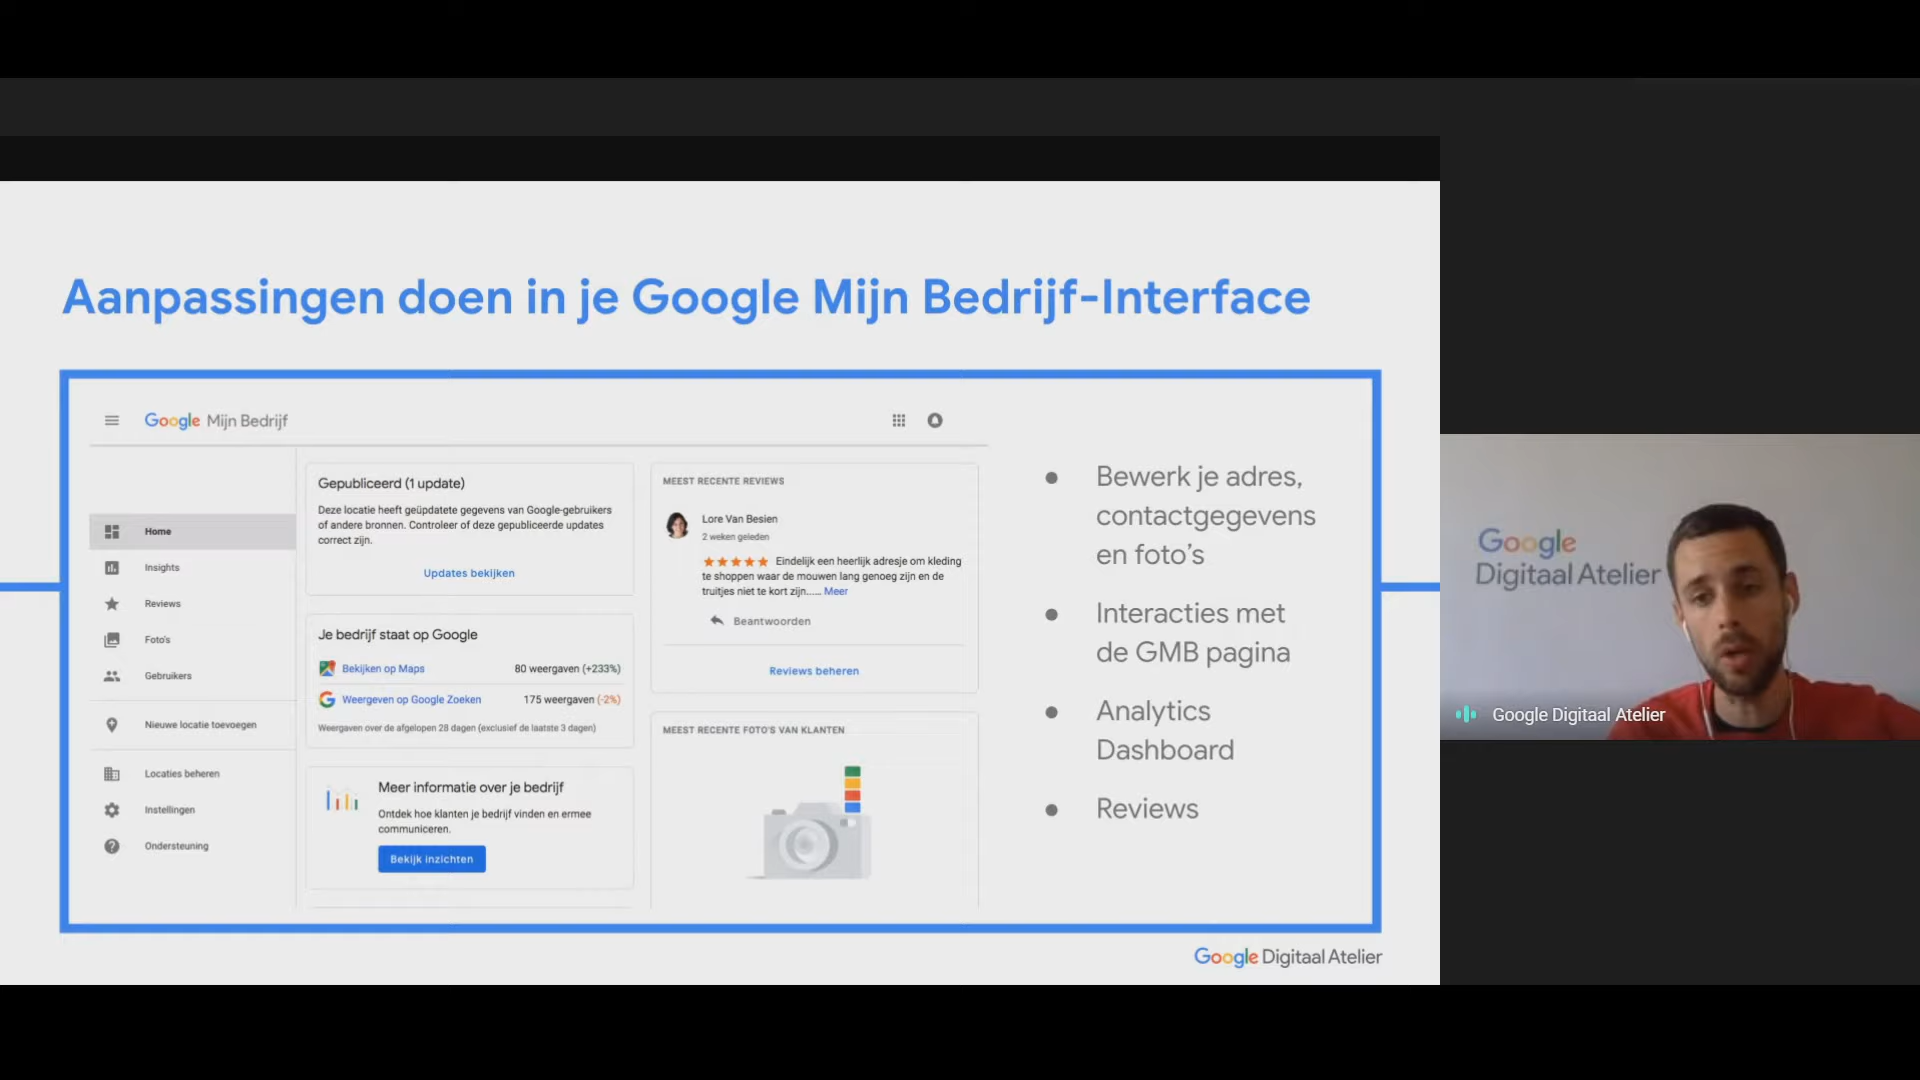 Aanpassingen doen in je Google Mijn Bedrijf-Interface
Google Mijn Bedrijf
Home
Insights
Reviews
Foto's
Gebruikers
Nieuwe locatie toevoegen
Locaties beheren
Instellingen
Ondersteuning
Gepubliceerd (1 update)
Deze locatie heeft geüpdatete gegevens van Google-gebruikers
of andere bronnen. Controleer of deze gepubliceerde updates
correct zijn.
Updates bekijken
Je bedrijf staat op Google
Bekijken op Maps 80 weergaven (+233%)
Weergeven op Google Zoeken 175 weergaven (-2%)
Weergaven over de afgelopen 28 dagen (exclusief de laatste 3 dagen)
Meer informatie over je bedrijf
Ontdek hoe klanten je bedrijf vinden en ermee
communiceren.
Bekijk inzichten
MEEST RECENTE REVIEWS
Lore Van Besien
2 weken geleden
Eindelijk een heerlijk adresje om kleding
te shoppen waar de mouwen lang genoeg zijn en de
truitjes niet te kort zijn..... Meer
Beantwoorden
Reviews beheren
MEEST RECENTE FOTO'S VAN KLANTEN
● Bewerk je adres,
contactgegevens
en foto's
● Interacties met
de GMB pagina
● Analytics
Dashboard
● Reviews
Google Digitaal Atelier
Google
Digitaal Atelier
Google Digitaal Atelier